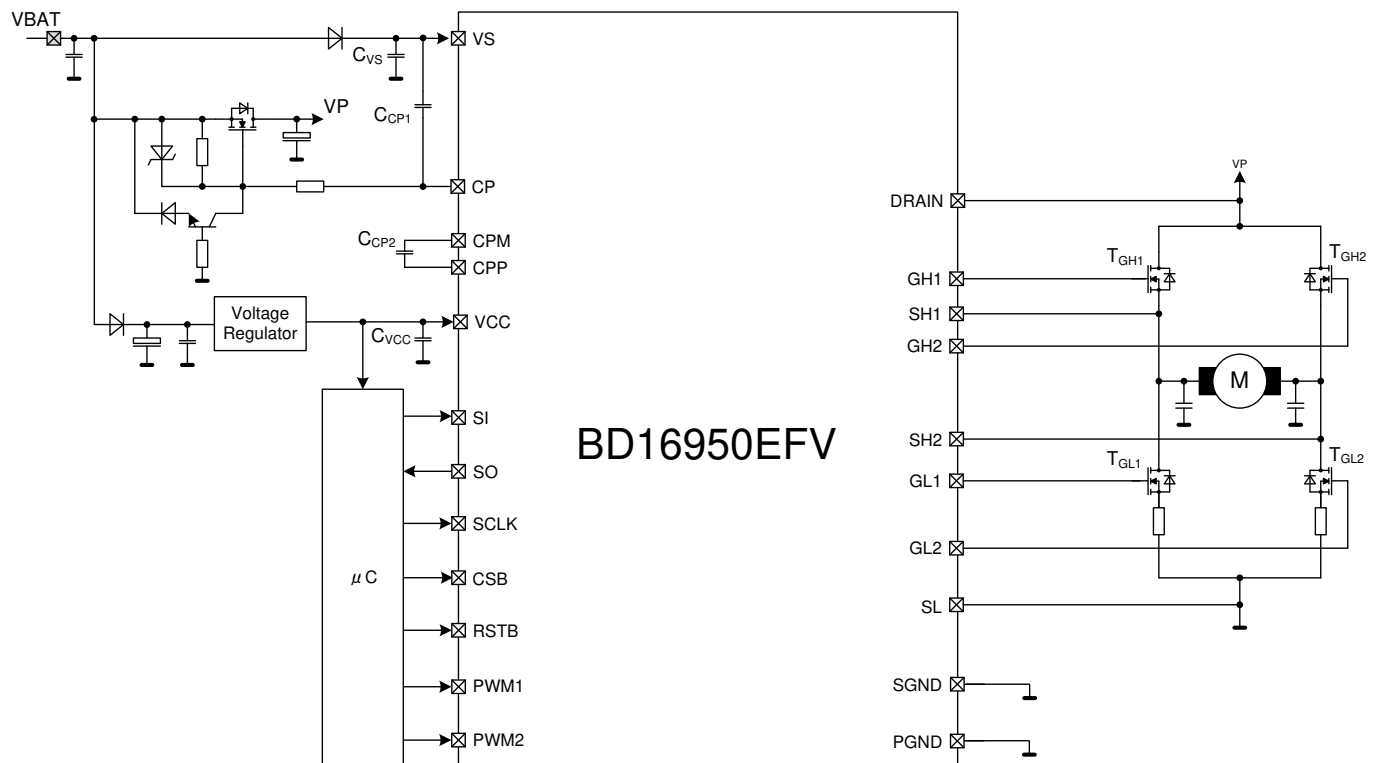 VBAT
VS
CVS
CCP1
VP
CP
CCP2
CPM
CPP
Voltage
Regulator
CVCC
VCC
μC
SI
SO
SCLK
CSB
RSTB
PWM1
PWM2
BD16950EFV
VP
DRAIN
TGH1
TGH2
GH1
SH1
GH2
M
SH2
TGL1
TGL2
GL1
GL2
SL
SGND
PGND